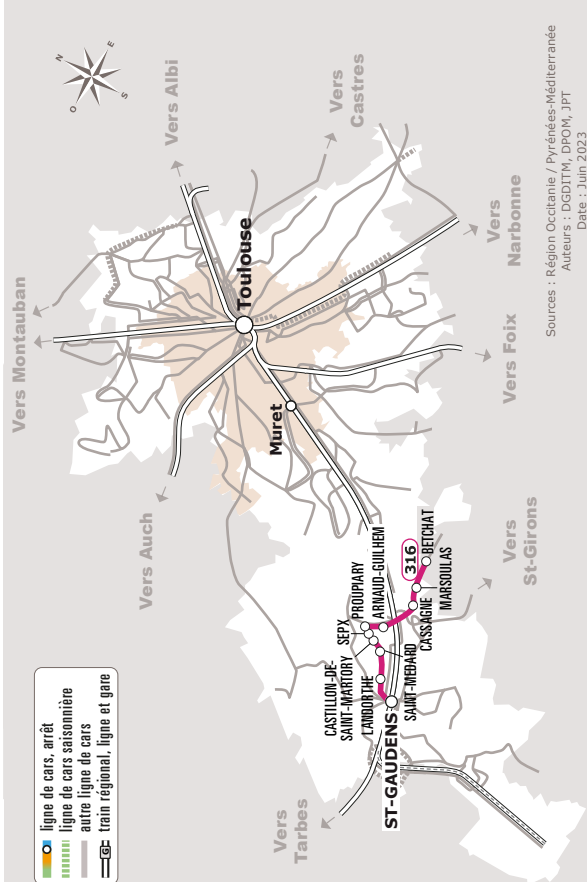 ligne de cars, arrêt
ligne de cars saisonnière
autre ligne de cars
G train régional, ligne et gare
N
E
S
O
Vers Montauban
Vers Albi
Vers
Castres
Vers Auch
Toulouse
Muret
Vers
Narbonne
Vers Foix
Vers
St-Girons
Vers
Tarbes
ST-GAUDENS
LANDORTHE
SAINT-MÉDARD
CASTILLON-DE-
SAINT-MARTORY
SEPX
PROUPIARY
ARNAUD-GUILHEM
CASSAGNE
MARSOULAS
316
BETCHAT
Sources : Région Occitanie / Pyrénées-Méditerranée
Auteurs : DGDITM, DPOM, JPT
Date : Juin 2023